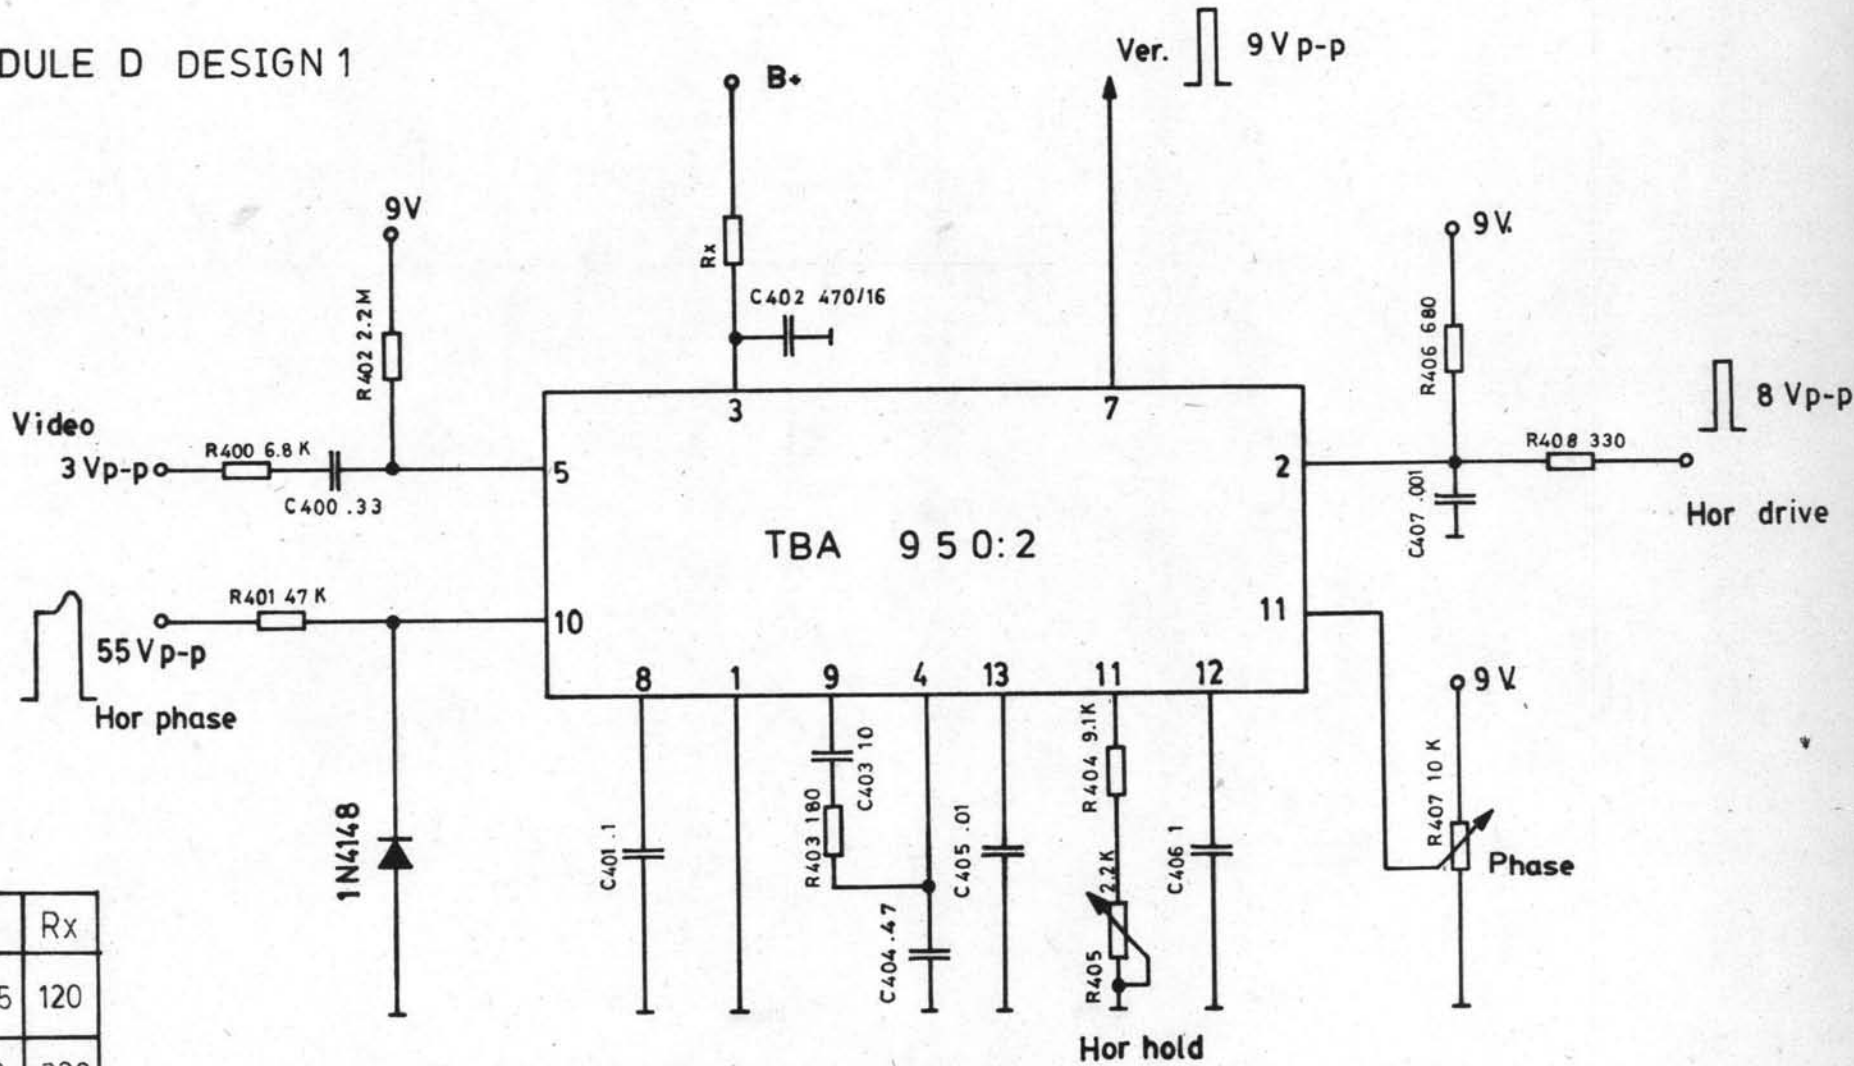 DULE D DESIGN 1
B+
Ver.
9 V p-p
9V
9 V.
R402 2.2M
Rx
C402 470/16
R406 680
8 Vp-p
3
7
Video
3 Vp-p
R400 6.8 K
C400 .33
5
2
R408 330
C407 .001
Hor drive
TBA 950:2
R401 47 K
10
11
55 Vp-p
Hor phase
8
1
9
4
13
11
12
9 V.
1N4148
C401 .1
C403 10
R403 180
C404 .47
C405 .01
R404 9.1K
2.2K
R405
C406 1
R407 10 K
Phase
Hor hold
Rx
5 120